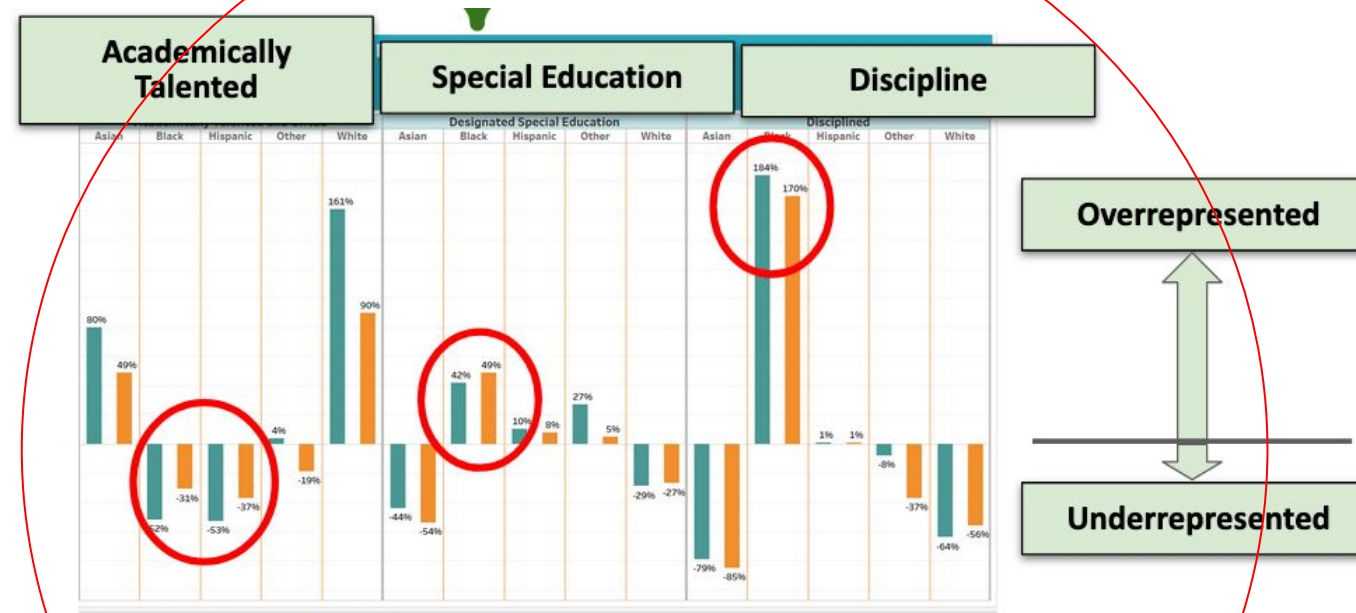 Academically
Talented
Special Education
Discipline
Designated Special Education
Disciplined
Asian Black Hispanic Other White Asian Black Hispanic Other White Asian Black Hispanic Other White
184%
170%
161%
Overrepresented
90%
80%
49%
42% 49%
27%
10% 8%
5%
4%
1% 1%
-8%
-19%
-31%
-37%
-52%
-53%
-29% -27%
-44%
-54%
-37%
-64% -56%
-79%
-85%
Underrepresented